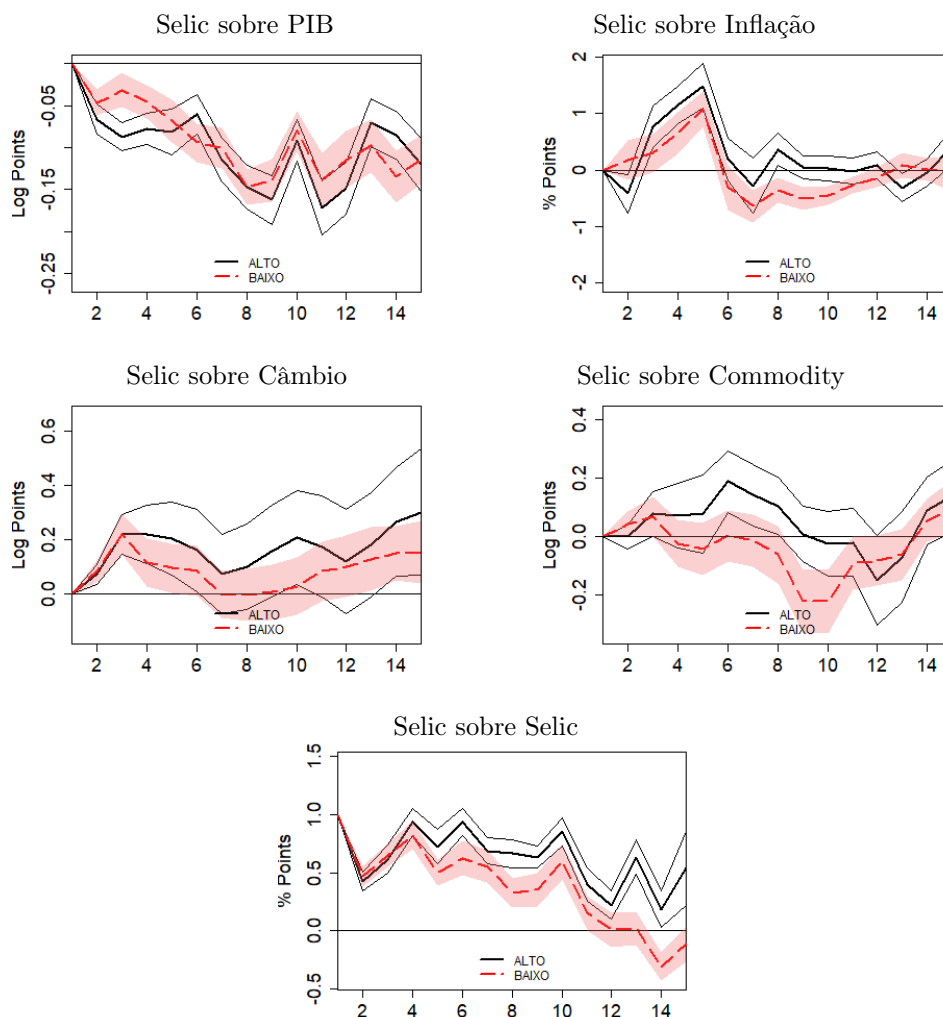 Selic sobre PIB
Log Points
-0.05
-0.15
-0.25
ALTO
BAIXO
2 4 6 8 10 12 14
Selic sobre Inflação
% Points
2
1
0
-1
-2
ALTO
BAIXO
2 4 6 8 10 12 14
Selic sobre Câmbio
Log Points
0.6
0.4
0.2
0.0
ALTO
BAIXO
2 4 6 8 10 12 14
Selic sobre Commodity
Log Points
0.4
0.2
0.0
-0.2
ALTO
BAIXO
2 4 6 8 10 12 14
Selic sobre Selic
% Points
1.5
1.0
0.5
0.0
-0.5
ALTO
BAIXO
2 4 6 8 10 12 14